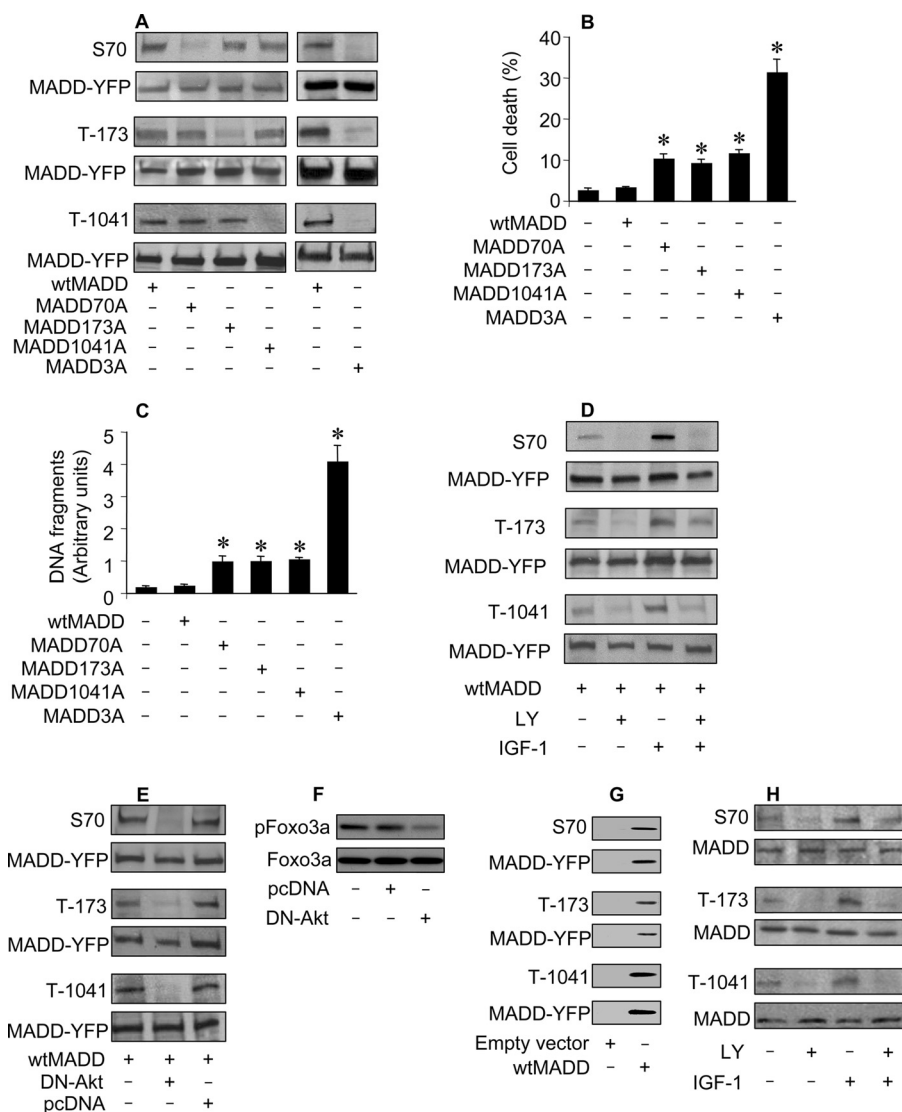 A
S70
MADD-YFP
T-173
MADD-YFP
T-1041
MADD-YFP
wtMADD + – – – + –
MADD70A – + – – – –
MADD173A – – + – – –
MADD1041A – – – + – –
MADD3A – – – – – +
B
Cell death (%)
40
30
20
10
0
* * * *
wtMADD – + – – – –
MADD70A – – + – – –
MADD173A – – – + – –
MADD1041A – – – – + –
MADD3A – – – – – +
C
DNA fragments
(Arbitrary units)
5
4
3
2
1
0
* * * *
wtMADD – + – – – –
MADD70A – – + – – –
MADD173A – – – + – –
MADD1041A – – – – + –
MADD3A – – – – – +
D
S70
MADD-YFP
T-173
MADD-YFP
T-1041
MADD-YFP
wtMADD + + + +
LY – + – +
IGF-1 – – + +
E
S70
MADD-YFP
T-173
MADD-YFP
T-1041
MADD-YFP
wtMADD + + +
DN-Akt – + –
pcDNA – – +
F
pFoxo3a
Foxo3a
pcDNA – + –
DN-Akt – – +
G
S70
MADD-YFP
T-173
MADD-YFP
T-1041
MADD-YFP
Empty vector + –
wtMADD – +
H
S70
MADD
T-173
MADD
T-1041
MADD
LY – + – +
IGF-1 – – + +